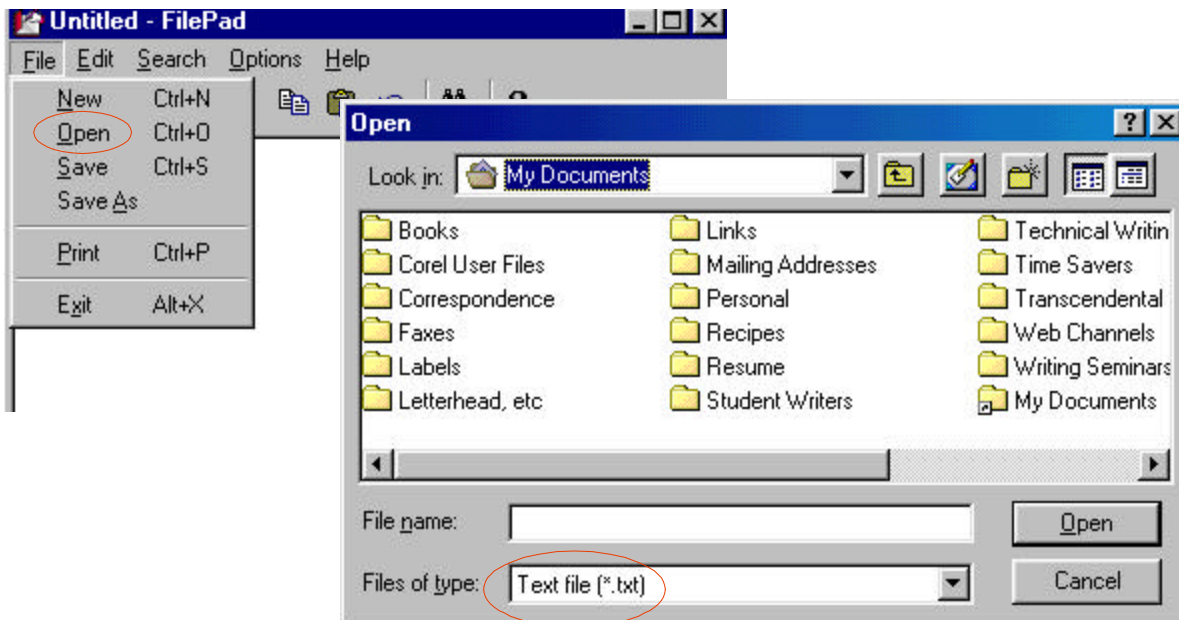 Untitled - FilePad
File Edit Search Options Help
New Ctrl+N
Open Ctrl+O
Save Ctrl+S
Save As
Print Ctrl+P
Exit Alt+X
Open
Look in: My Documents
Books Links Technical Writin
Corel User Files Mailing Addresses Time Savers
Correspondence Personal Transcendental
Faxes Recipes Web Channels
Labels Resume Writing Seminars
Letterhead, etc Student Writers My Documents
File name: Open
Files of type: Text file (*.txt) Cancel